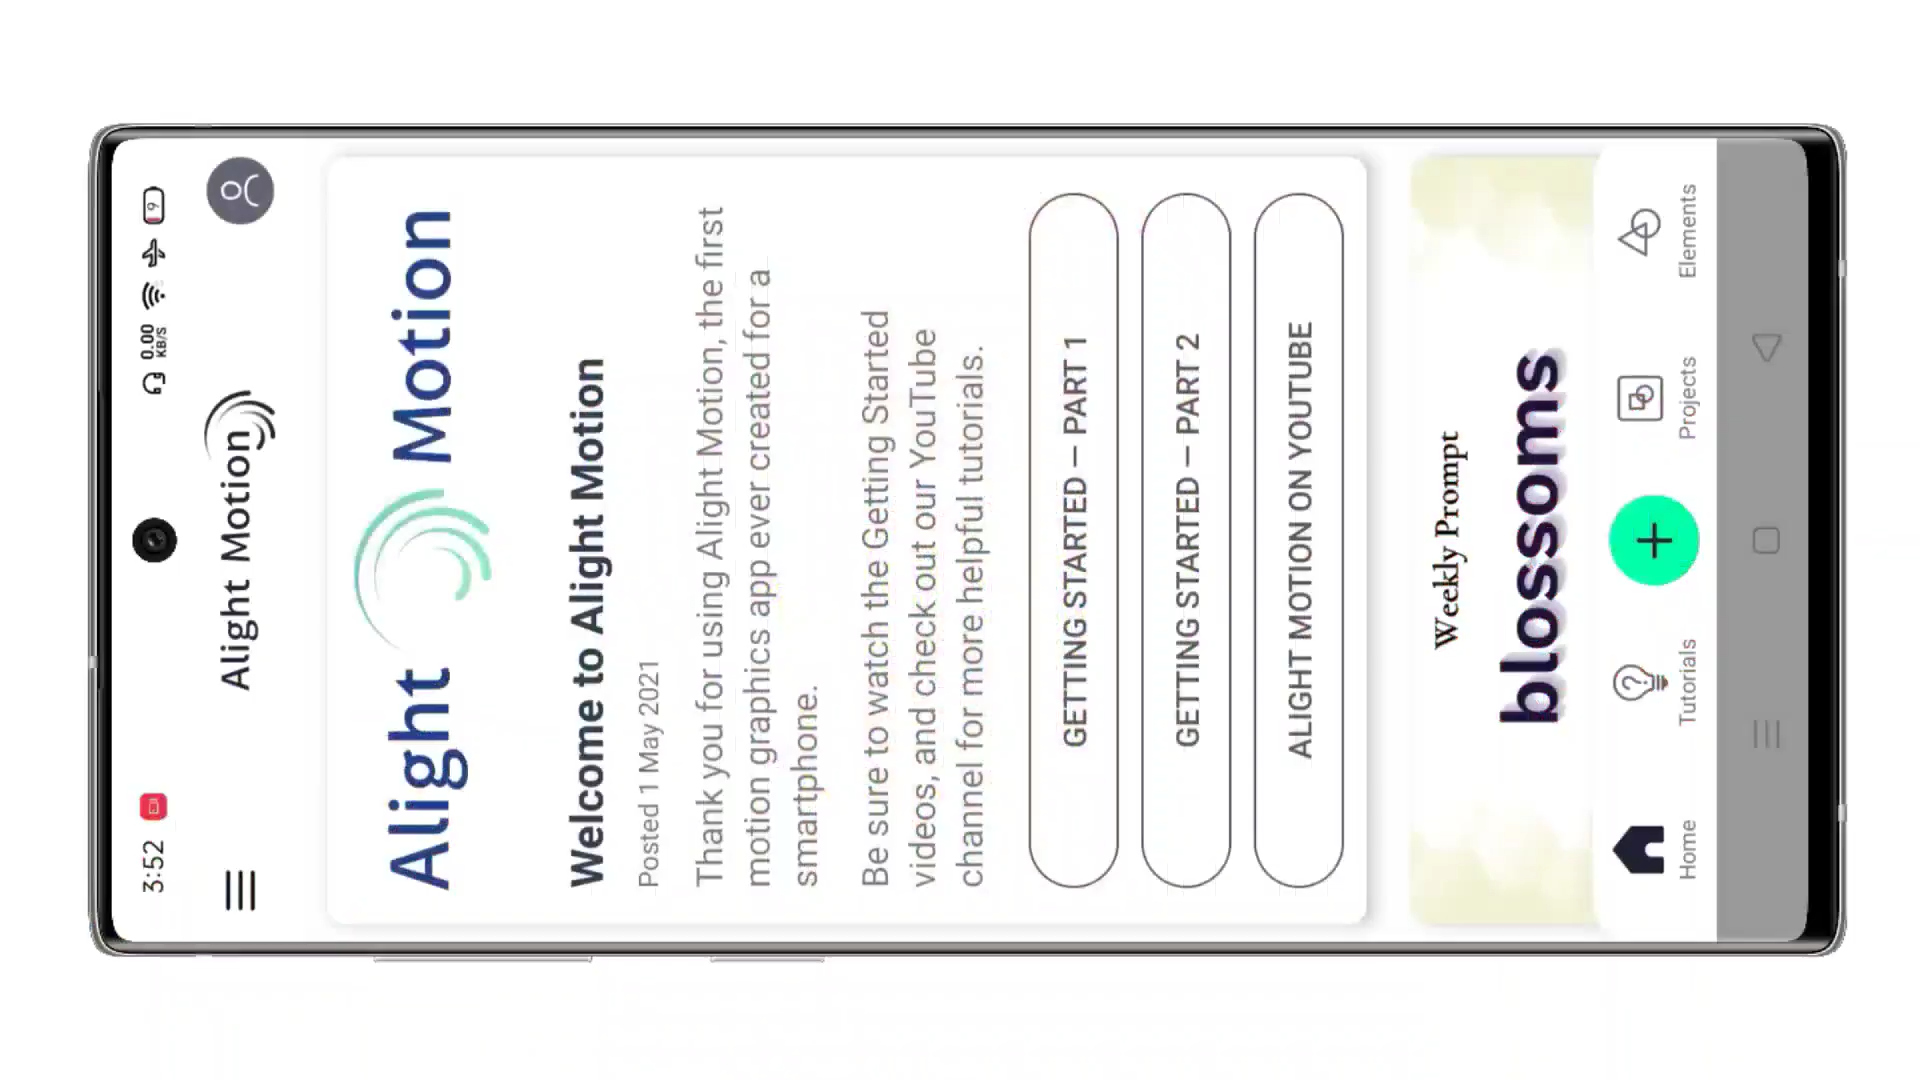 3:52
0.00
KB/S
9
Alight Motion
Alight Motion
Welcome to Alight Motion
Posted 1 May 2021
Thank you for using Alight Motion, the first
motion graphics app ever created for a
smartphone.
Be sure to watch the Getting Started
videos, and check out our YouTube
channel for more helpful tutorials.
GETTING STARTED – PART 1
GETTING STARTED – PART 2
ALIGHT MOTION ON YOUTUBE
Weekly Prompt
blossoms
Home
Tutorials
Projects
Elements